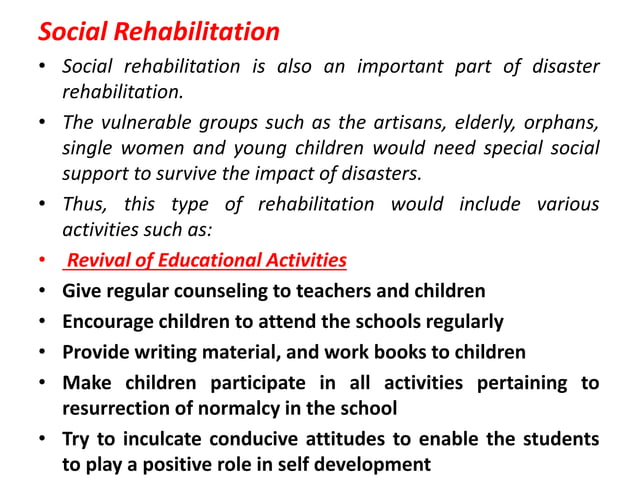 Social Rehabilitation
• Social rehabilitation is also an important part of disaster
rehabilitation.
• The vulnerable groups such as the artisans, elderly, orphans,
single women and young children would need special social
support to survive the impact of disasters.
• Thus, this type of rehabilitation would include various
activities such as:
• Revival of Educational Activities
• Give regular counseling to teachers and children
• Encourage children to attend the schools regularly
• Provide writing material, and work books to children
• Make children participate in all activities pertaining to
resurrection of normalcy in the school
• Try to inculcate conducive attitudes to enable the students
to play a positive role in self development